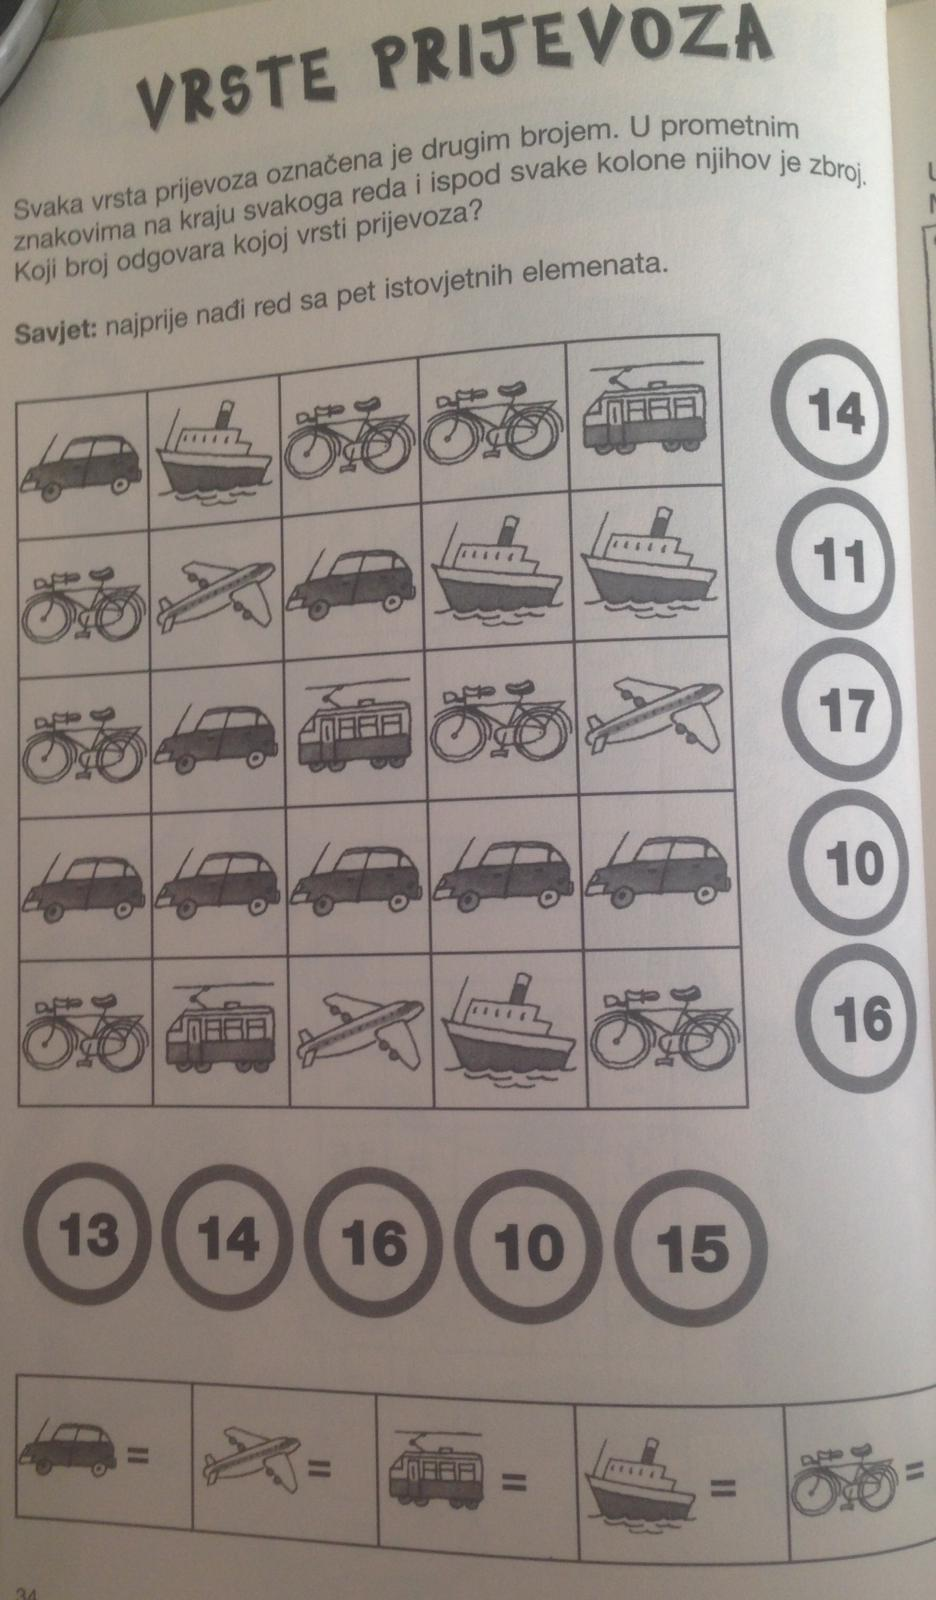 VRSTE PRIJEVOZA
Svaka vrsta prijevoza označena je drugim brojem. U prometnim
znakovima na kraju svakoga reda i ispod svake kolone njihov je zbroj.
Koji broj odgovara kojoj vrsti prijevoza?
Savjet: najprije nađi red sa pet istovjetnih elemenata.
14
11
17
10
16
13 14 16 10 15
= = = = =
34